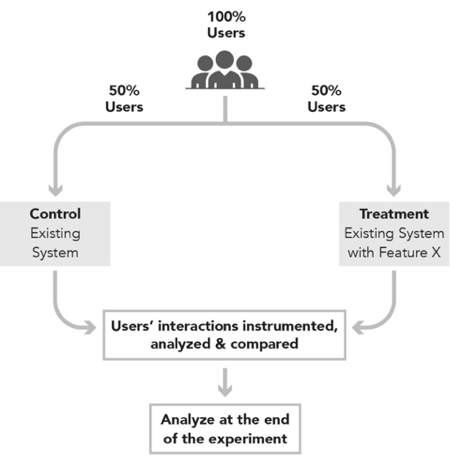 100%
Users
50%
Users
50%
Users
Control
Existing
System
Treatment
Existing System
with Feature X
Users’ interactions instrumented,
analyzed & compared
Analyze at the end
of the experiment